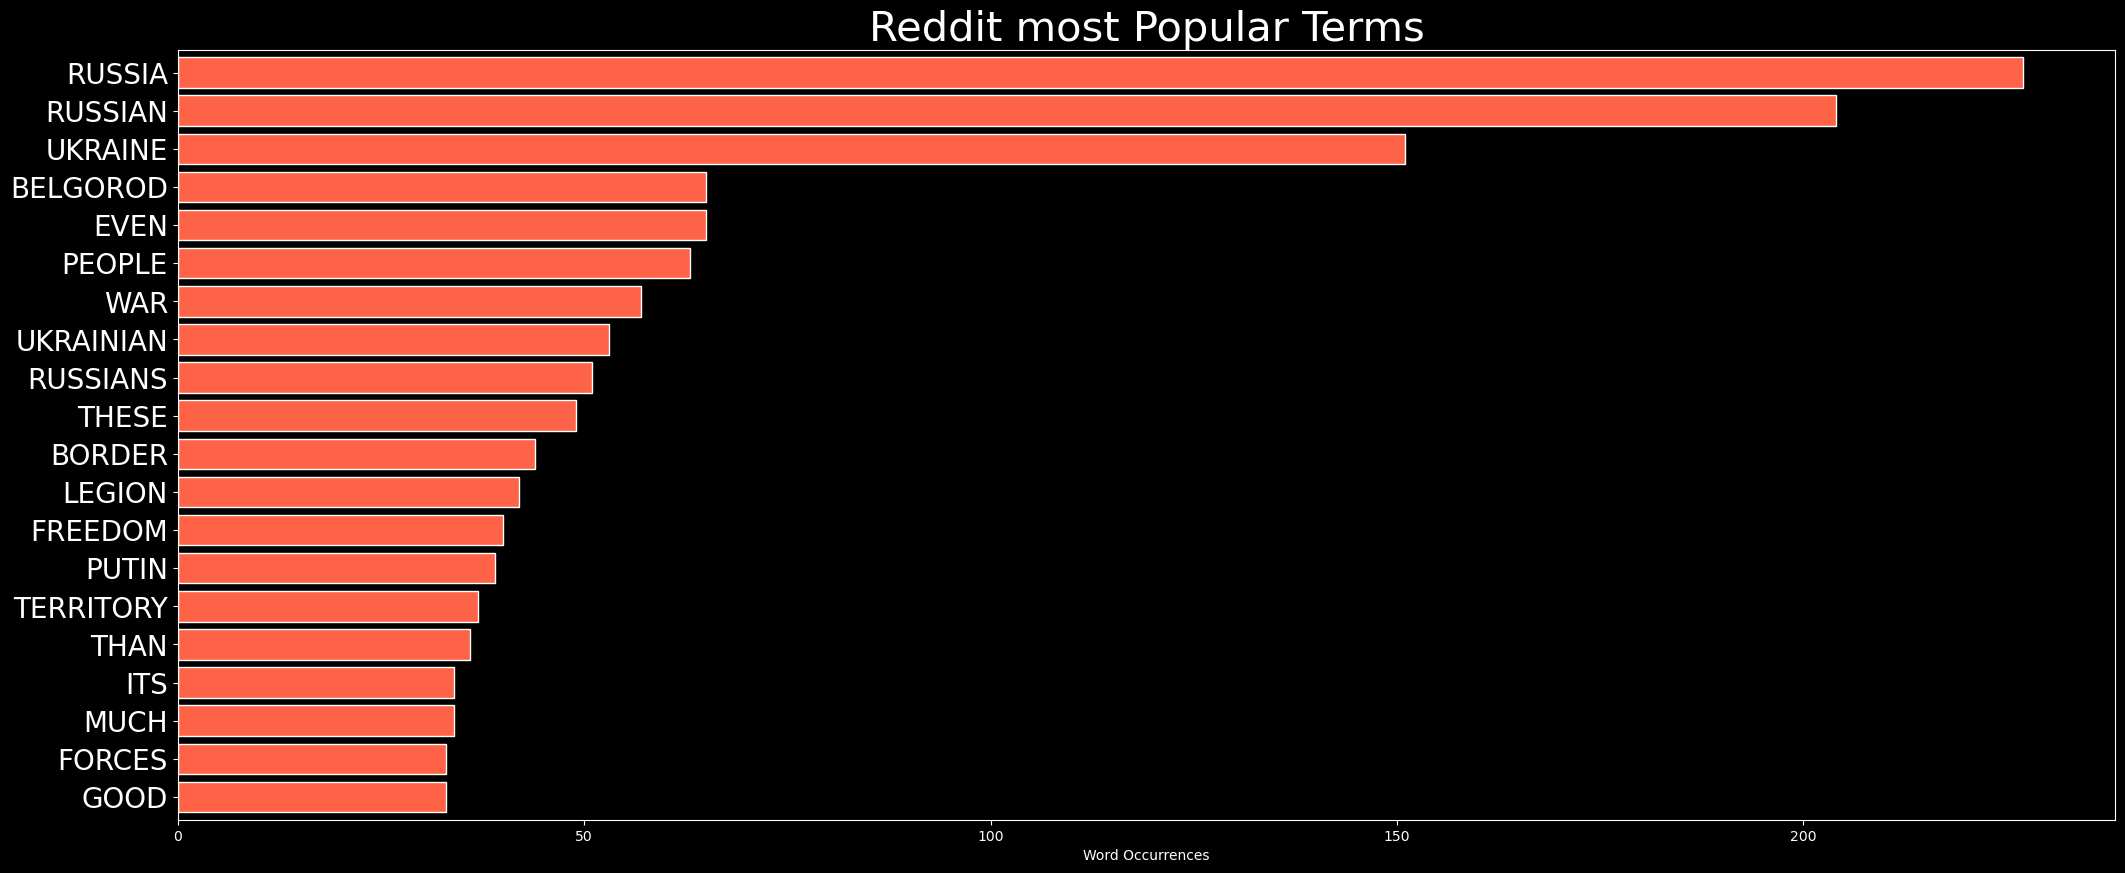 Reddit most Popular Terms
RUSSIA
RUSSIAN
UKRAINE
BELGOROD
EVEN
PEOPLE
WAR
UKRAINIAN
RUSSIANS
THESE
BORDER
LEGION
FREEDOM
PUTIN
TERRITORY
THAN
ITS
MUCH
FORCES
GOOD
0 50 100 150 200
Word Occurrences